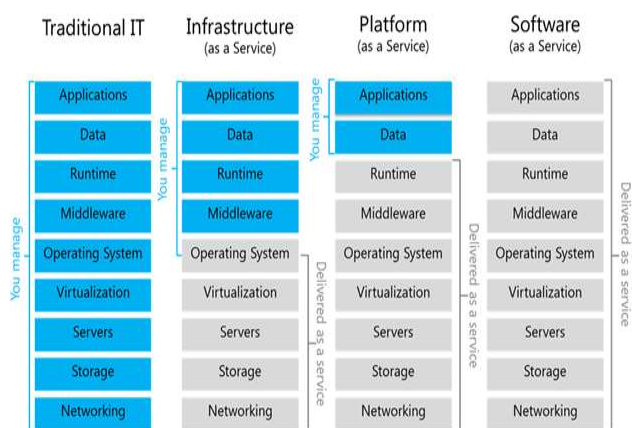 Traditional IT
You manage
Applications
Data
Runtime
Middleware
Operating System
Virtualization
Servers
Storage
Networking
Infrastructure
(as a Service)
You manage
Applications
Data
Runtime
Middleware
Operating System
Virtualization
Servers
Storage
Networking
Delivered as a service
Platform
(as a Service)
You manage
Applications
Data
Runtime
Middleware
Operating System
Virtualization
Servers
Storage
Networking
Delivered as a service
Software
(as a Service)
Applications
Data
Runtime
Middleware
Operating System
Virtualization
Servers
Storage
Networking
Delivered as a service